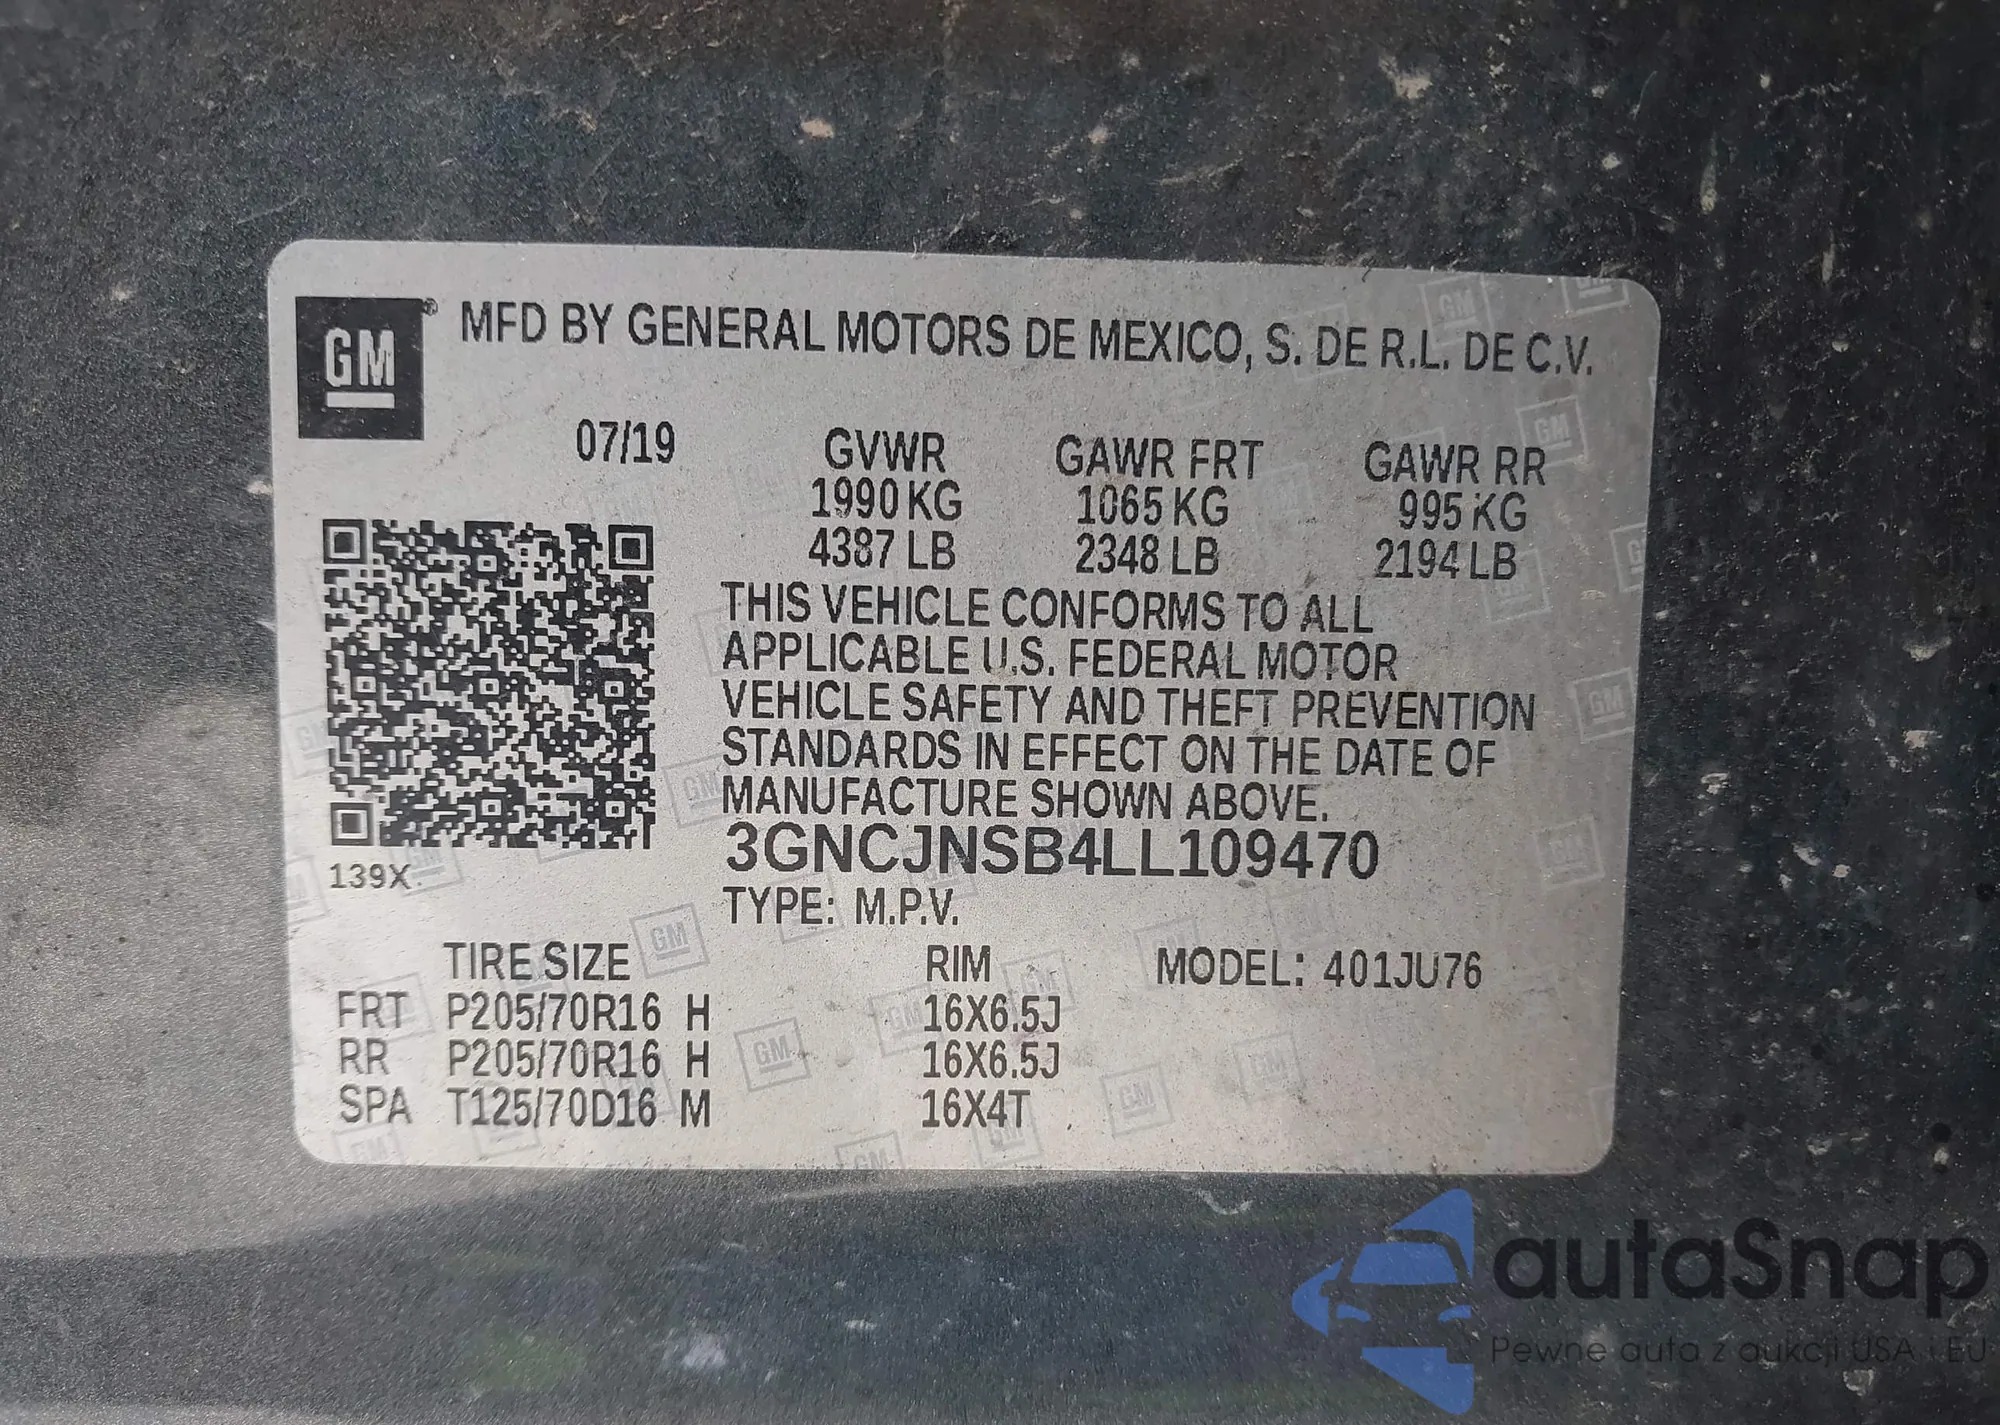 GM® MFD BY GENERAL MOTORS DE MEXICO, S. DE R.L. DE C.V.
07/19 GVWR GAWR FRT GAWR RR
1990 KG 1065 KG 995 KG
4387 LB 2348 LB 2194 LB
THIS VEHICLE CONFORMS TO ALL
APPLICABLE U.S. FEDERAL MOTOR
VEHICLE SAFETY AND THEFT PREVENTION
STANDARDS IN EFFECT ON THE DATE OF
MANUFACTURE SHOWN ABOVE.
3GNCJNSB4LL109470
139X
TYPE: M.P.V.
TIRE SIZE RIM MODEL: 401JU76
FRT P205/70R16 H 16X6.5J
RR P205/70R16 H 16X6.5J
SPA T125/70D16 M 16X4T
autaSnap
Pewne auta z aukcji USA i EU